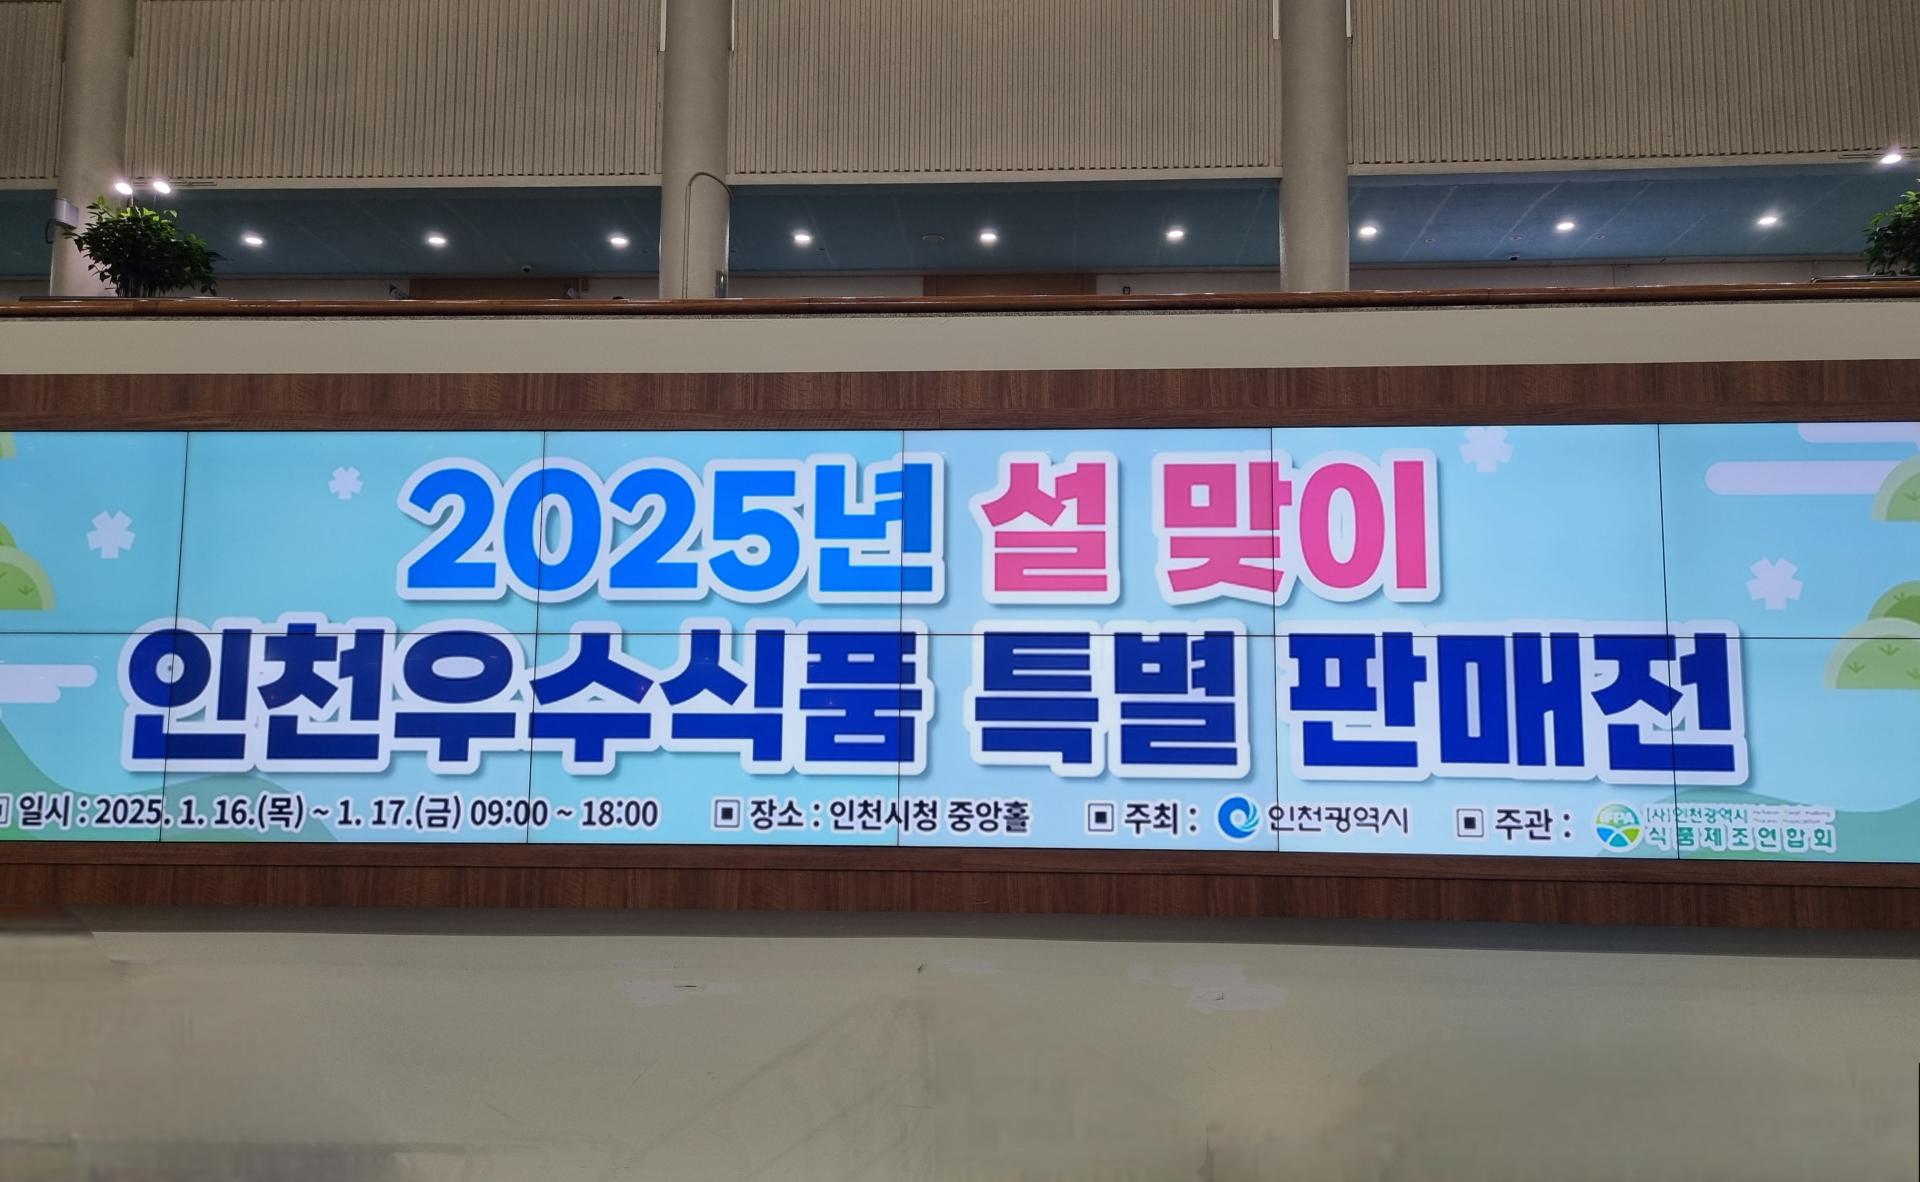 2025년 설 맞이
인천우수식품 특별 판매전
일시 : 2025. 1. 16.(목) ~ 1. 17.(금) 09:00 ~ 18:00 ▣ 장소 : 인천시청 중앙홀 ▣ 주최 : 인천광역시 ▣ 주관 : (사)인천광역시 식품제조연합회